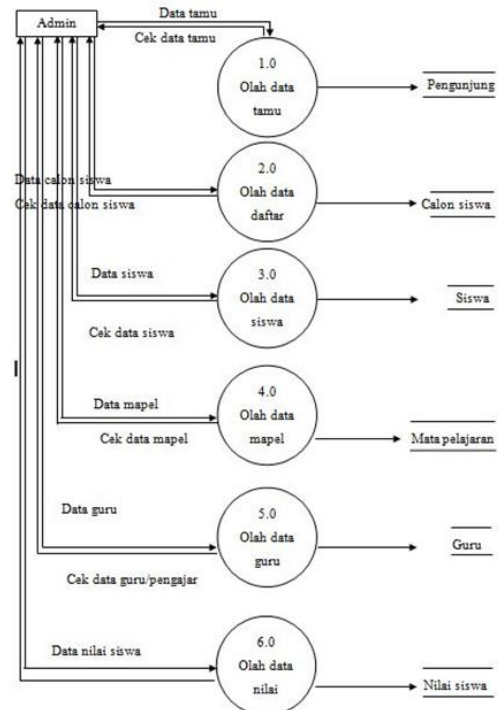 Admin
Data tamu
Cek data tamu
1.0
Olah data
tamu
Pengunjung
Data calon siswa
Cek data calon siswa
2.0
Olah data
daftar
Calon siswa
Data siswa
Cek data siswa
3.0
Olah data
siswa
Siswa
Data mapel
Cek data mapel
4.0
Olah data
mapel
Mata pelajaran
Data guru
Cek data guru/pengajar
5.0
Olah data
guru
Guru
Data nilai siswa
6.0
Olah data
nilai
Nilai siswa